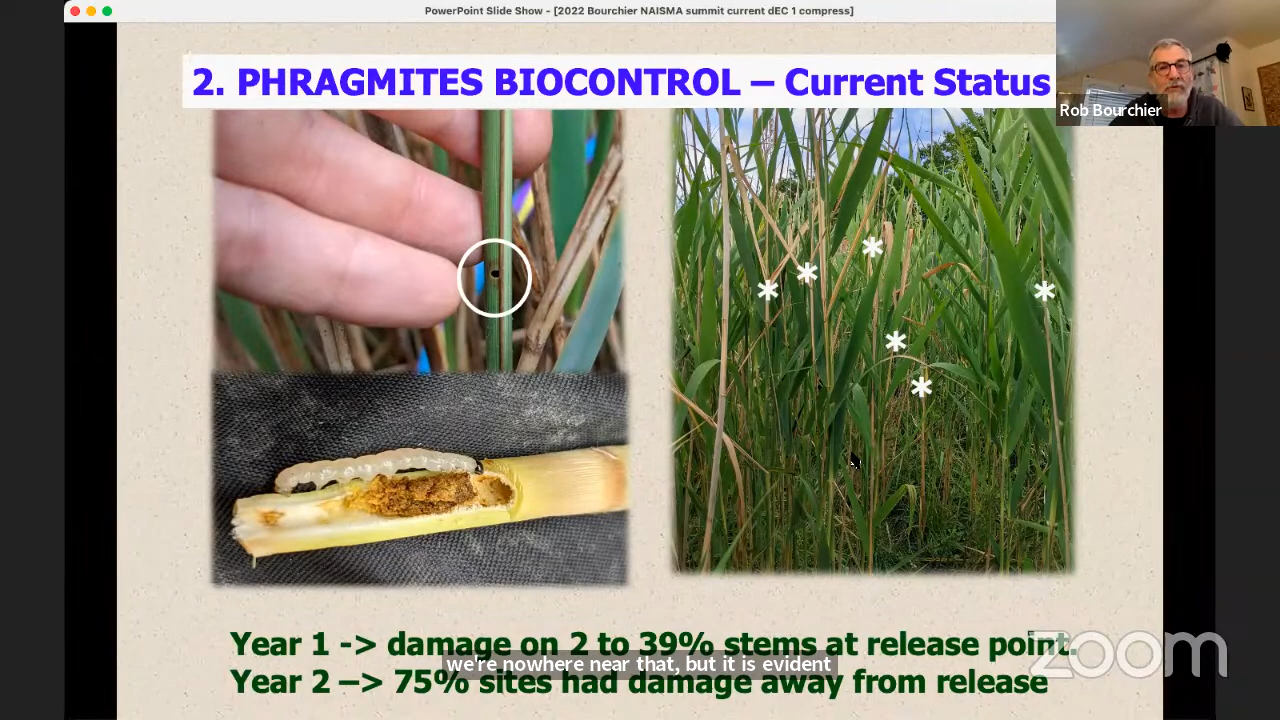 PowerPoint Slide Show - [2022 Bourchier NAISMA summit current dEC 1 compress]
2. PHRAGMITES BIOCONTROL – Current Status
Rob Bourchier
*
*
*
*
*
*
Year 1 -> damage on 2 to 39% stems at release point.
we're nowhere near that, but it is evident
Year 2 –> 75% sites had damage away from release
zoom